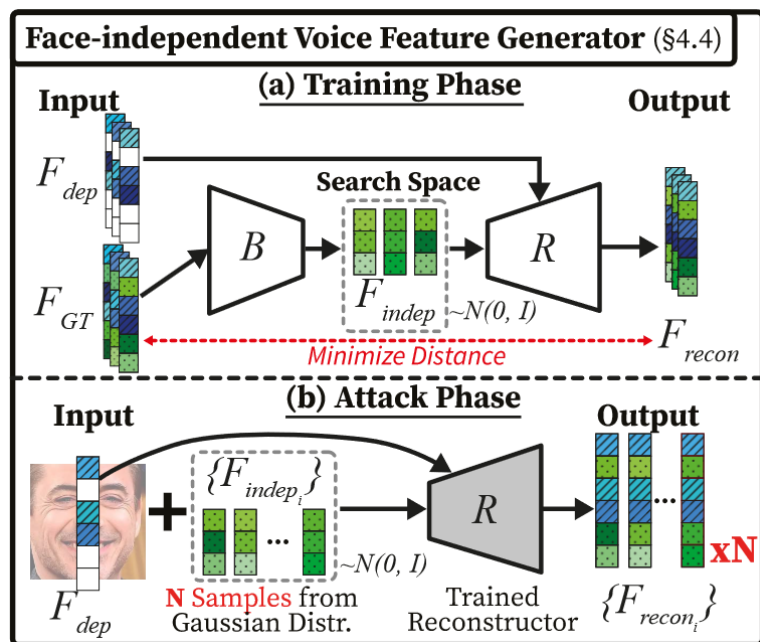 Face-independent Voice Feature Generator (§4.4)
(a) Training Phase
Input
Output
F_dep
Search Space
B
R
F_GT
F_indep ~N(0, I)
F_recon
Minimize Distance
(b) Attack Phase
Input
Output
{F_indep_i}
+
...
R
...
xN
~N(0, I)
F_dep
N Samples from
Gaussian Distr.
Trained
Reconstructor
{F_recon_i}